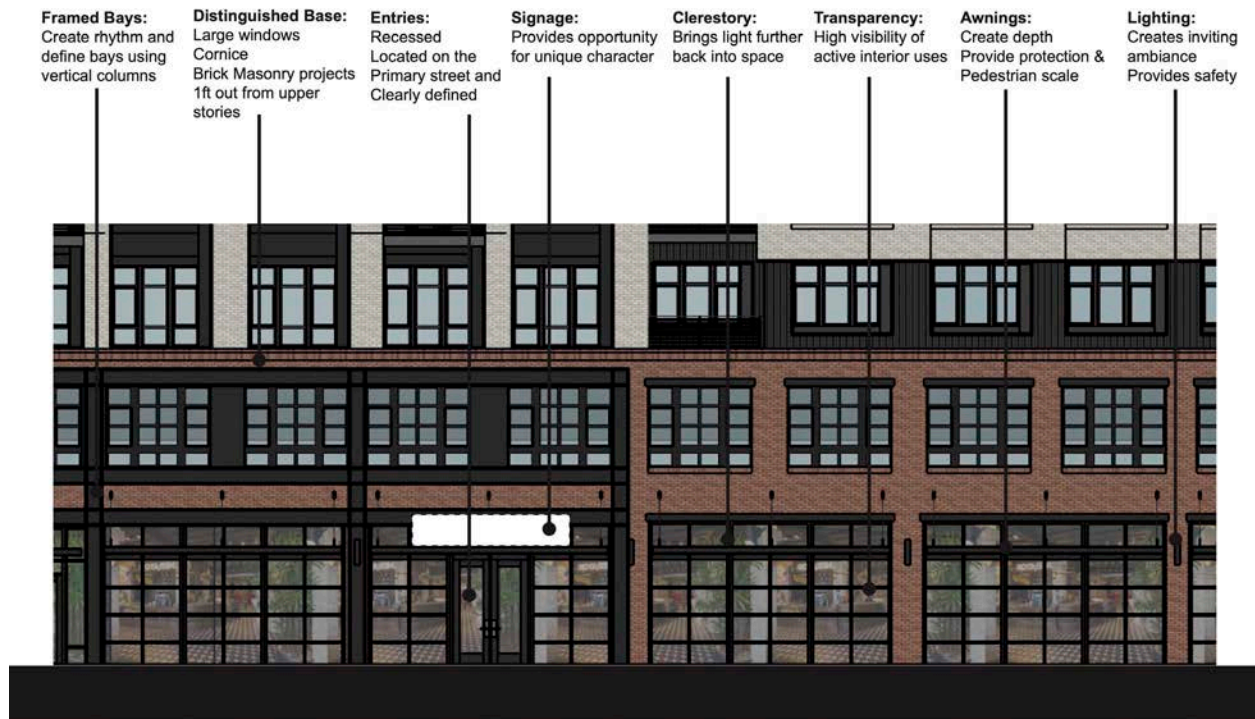 Framed Bays:
Create rhythm and
define bays using
vertical columns
Distinguished Base:
Large windows
Cornice
Brick Masonry projects
1ft out from upper
stories
Entries:
Recessed
Located on the
Primary street and
Clearly defined
Signage:
Provides opportunity
for unique character
Clerestory:
Brings light further
back into space
Transparency:
High visibility of
active interior uses
Awnings:
Create depth
Provide protection &
Pedestrian scale
Lighting:
Creates inviting
ambiance
Provides safety